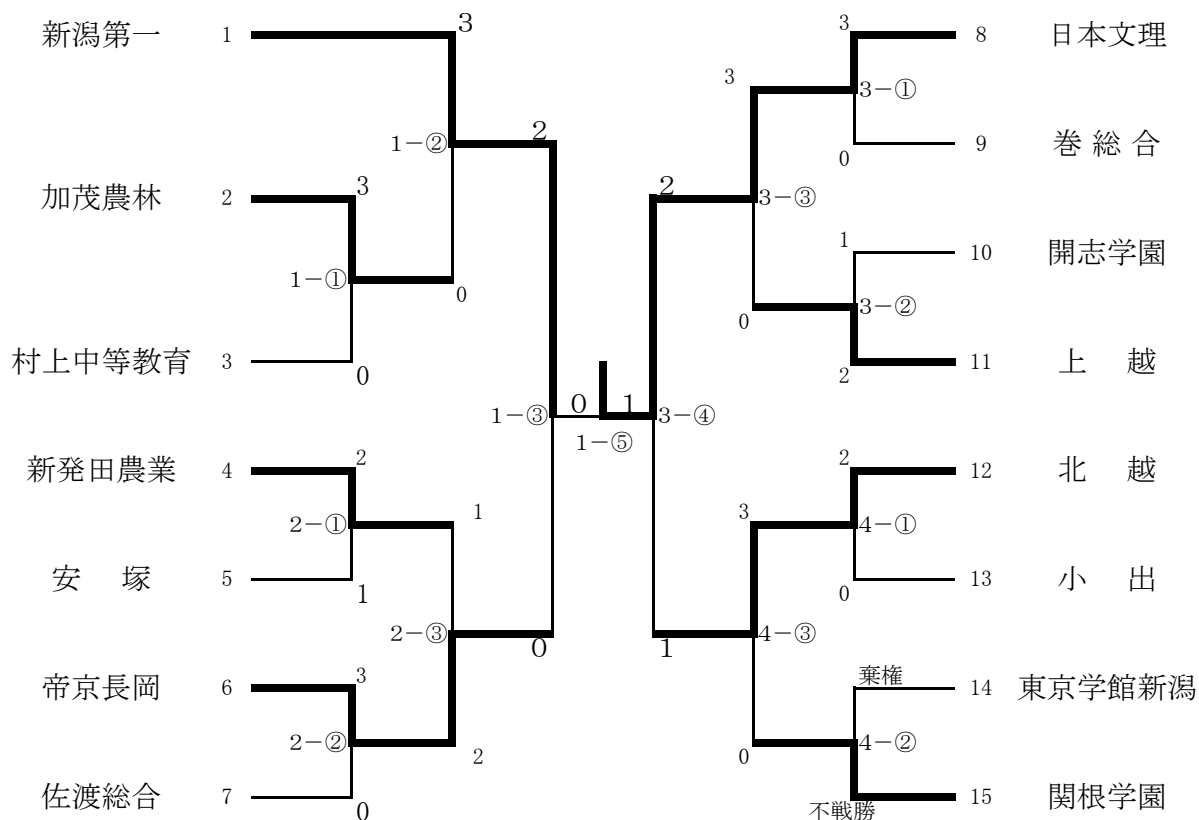 新潟第一 1 3
3 8 日本文理
3
3-①
1-② 2
0 9 巻 総 合
加茂農林 2 3
2 3-③
1 10 開志学園
1-① 0
0 3-②
村上中等教育 3 0
2 11 上　越
1-③ 0 1 3-④
1-⑤
新発田農業 4 2
2 12 北　越
2-① 1
3 4-①
安　塚 5 1
0 13 小　出
2-③ 0
1 4-③
帝京長岡 6 3
棄権 14 東京学館新潟
2-② 2
0 4-②
佐渡総合 7 0
不戦勝 15 関根学園